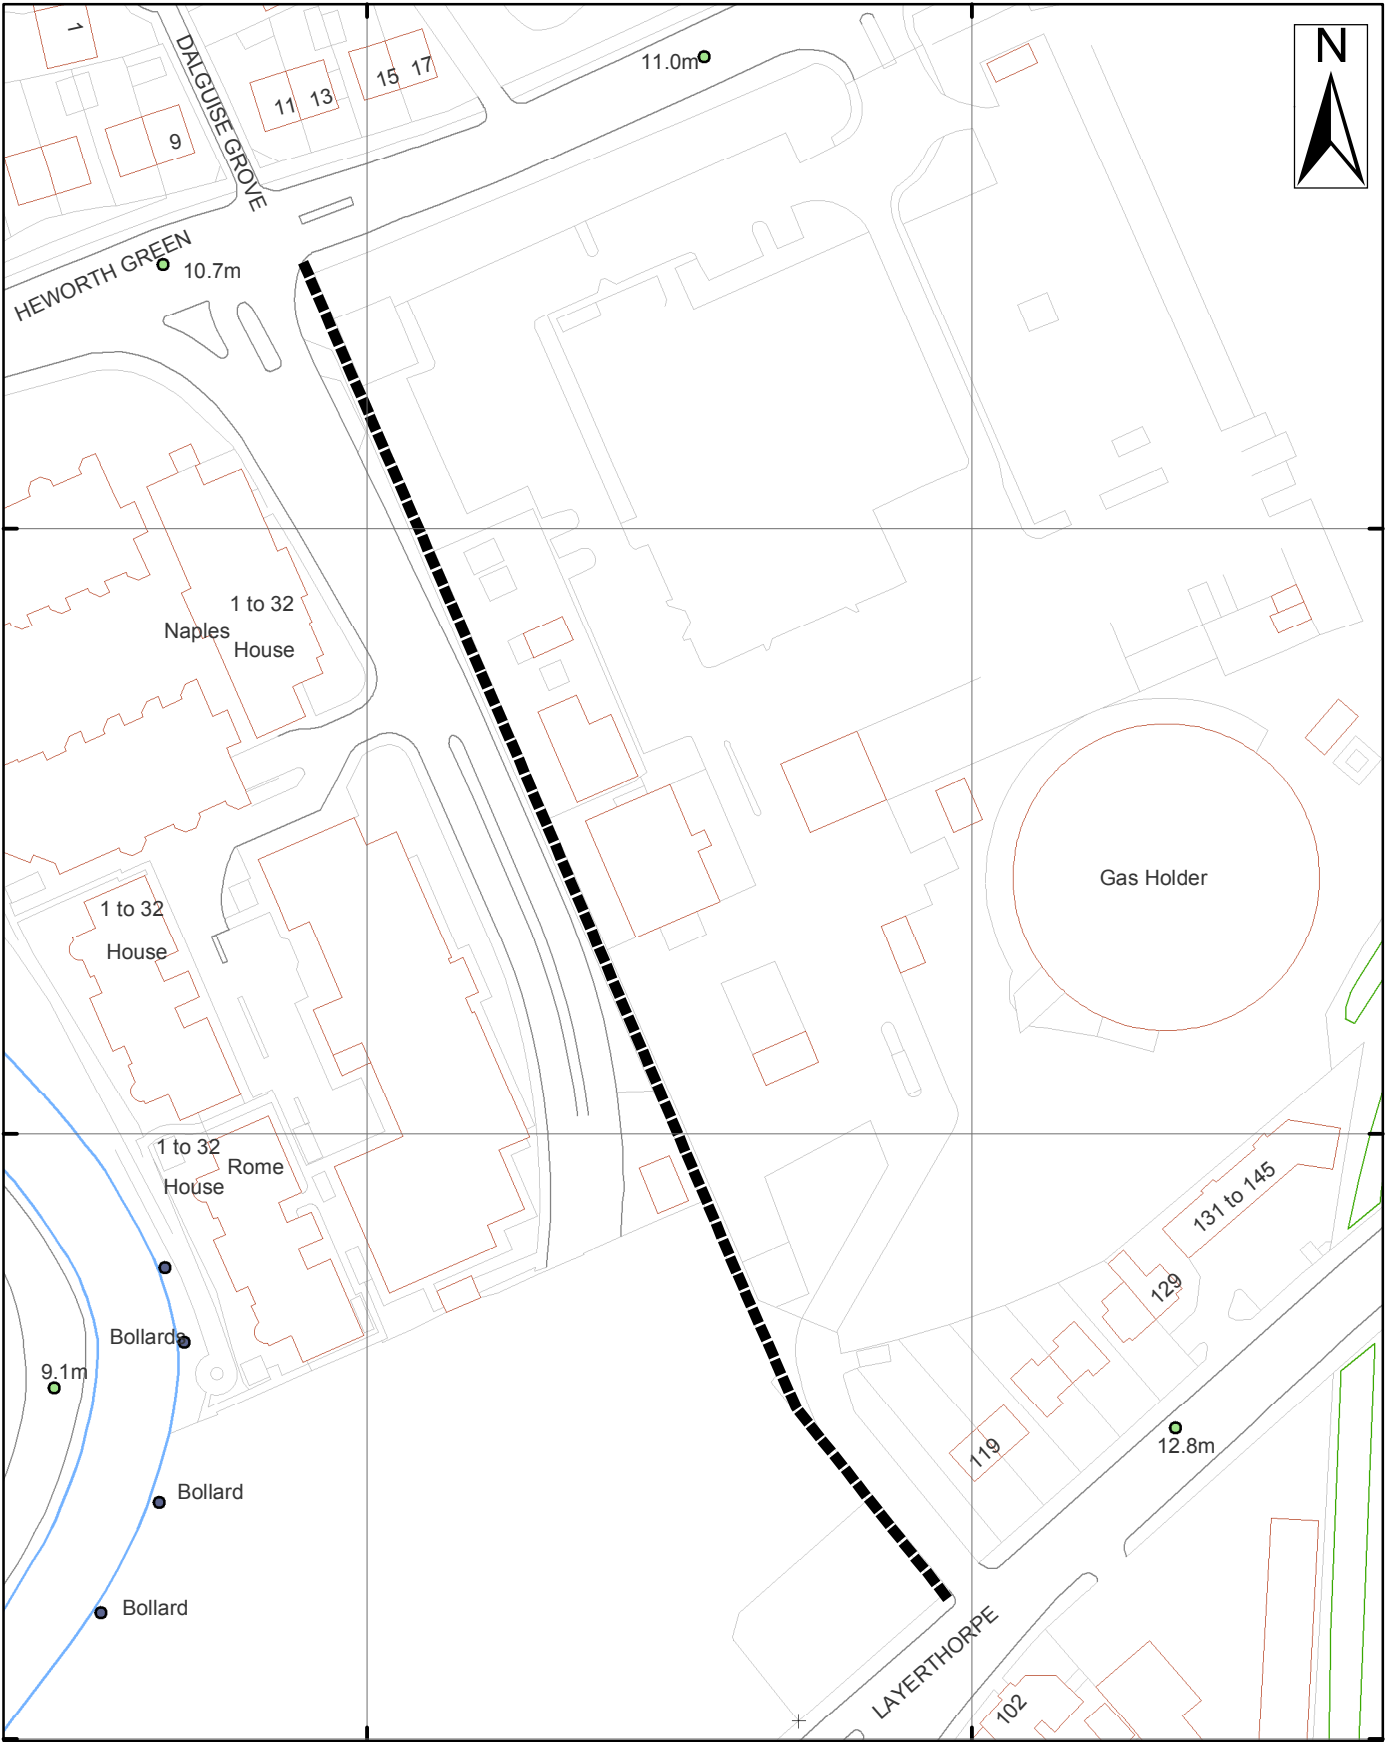 1
DALGUISE GROVE
11
13
15
17
11.0m
N
9
HEWORTH GREEN
10.7m
1 to 32
Naples
House
Gas Holder
1 to 32
House
1 to 32
Rome
House
131 to 145
129
Bollards
9.1m
119
12.8m
Bollard
Bollard
LAYERTHORPE
102